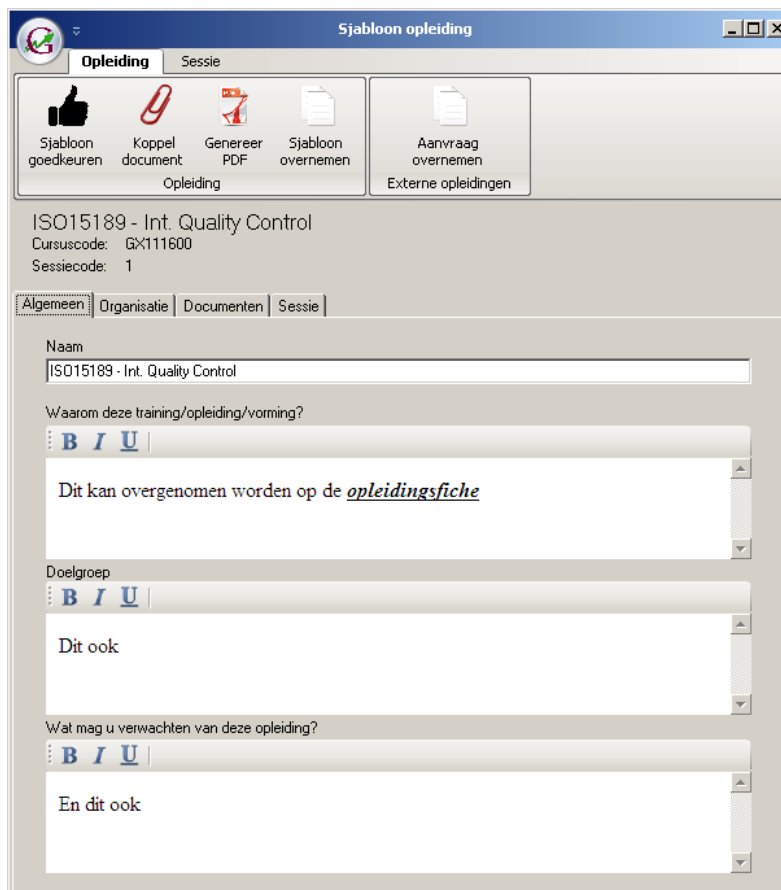 Sjabloon opleiding
Opleiding Sessie
Sjabloon goedkeuren
Koppel document
Genereer PDF
Sjabloon overnemen
Aanvraag overnemen
Opleiding
Externe opleidingen
ISO15189 - Int. Quality Control
Cursuscode: GX111600
Sessiecode: 1
Algemeen Organisatie Documenten Sessie
Naam
ISO15189 - Int. Quality Control
Waarom deze training/opleiding/vorming?
B I U
Dit kan overgenomen worden op de opleidingsfiche
Doelgroep
B I U
Dit ook
Wat mag u verwachten van deze opleiding?
B I U
En dit ook